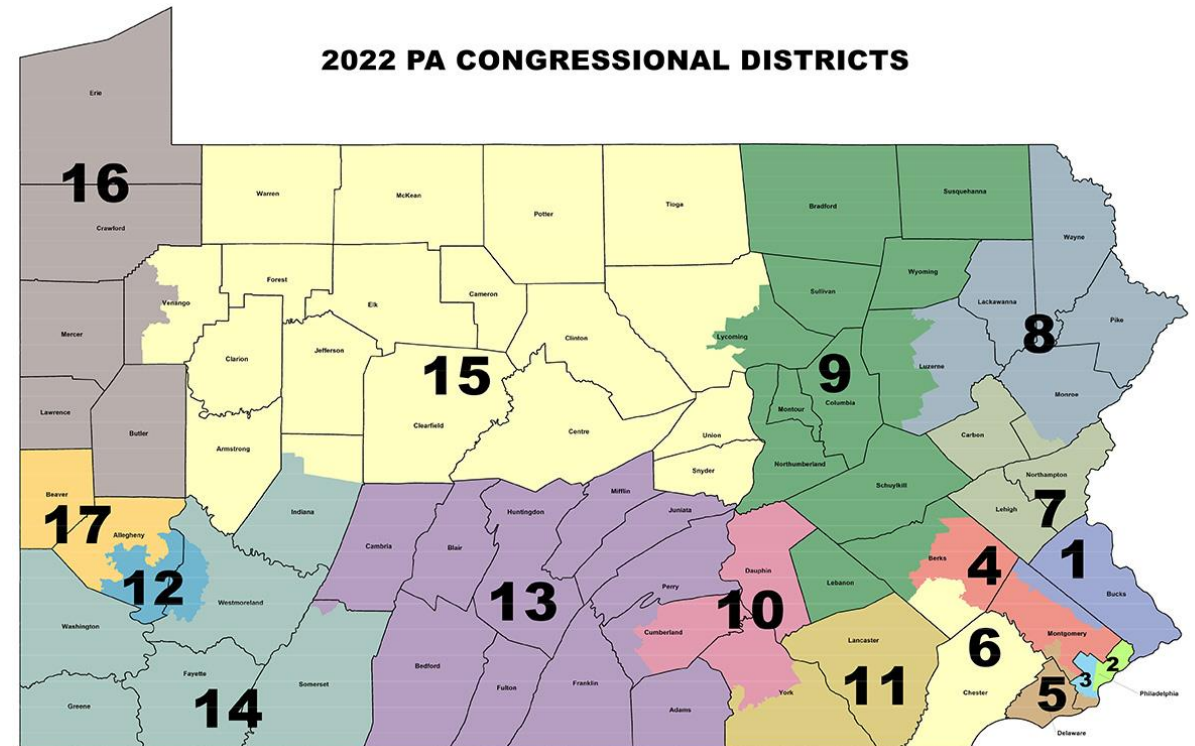 2022 PA CONGRESSIONAL DISTRICTS
Erie
16
Crawford
Warren
McKean
Potter
Tioga
Bradford
Susquehanna
Wayne
Forest
Elk
Cameron
Venango
Mercer
Clarion
Jefferson
15
Clinton
Lycoming
Sullivan
Wyoming
Lackawanna
Pike
8
Luzerne
Monroe
9
Columbia
Montour
Lawrence
Butler
Armstrong
Clearfield
Centre
Union
Snyder
Northumberland
Carbon
Schuylkill
Northampton
Lehigh
7
Beaver
17
Allegheny
12
Indiana
Westmoreland
Cambria
Blair
Huntingdon
Mifflin
Juniata
13
Perry
Dauphin
10
Cumberland
Lebanon
Berks
4
1
Bucks
Washington
Greene
Fayette
14
Somerset
Bedford
Fulton
Franklin
Adams
York
Lancaster
11
6
Chester
Montgomery
5
3
2
Philadelphia
Delaware